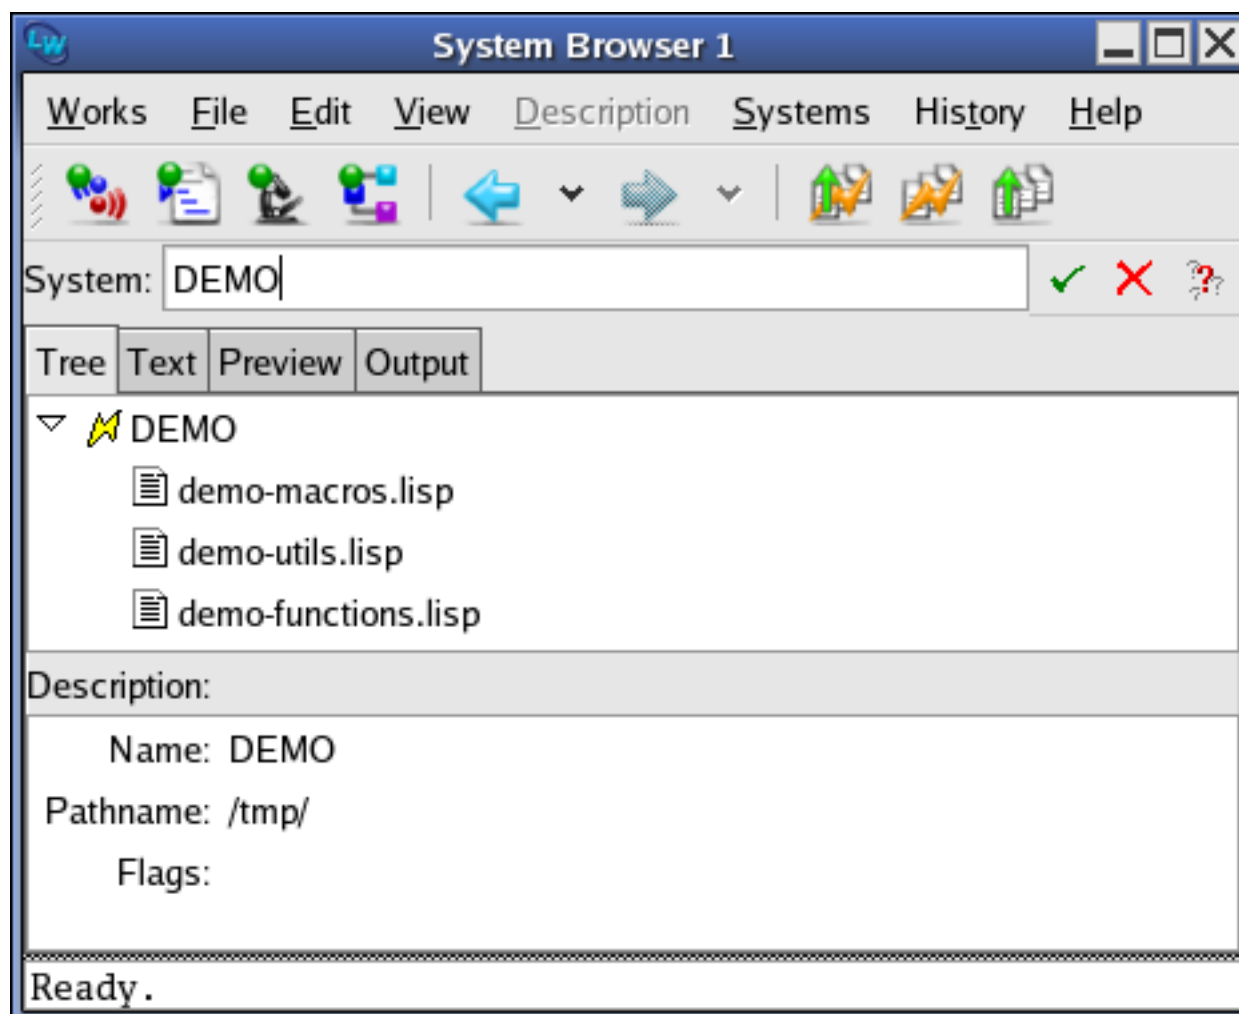 LW System Browser 1
Works File Edit View Description Systems History Help
System: DEMO
Tree Text Preview Output
DEMO
demo-macros.lisp
demo-utils.lisp
demo-functions.lisp
Description:
Name: DEMO
Pathname: /tmp/
Flags:
Ready.